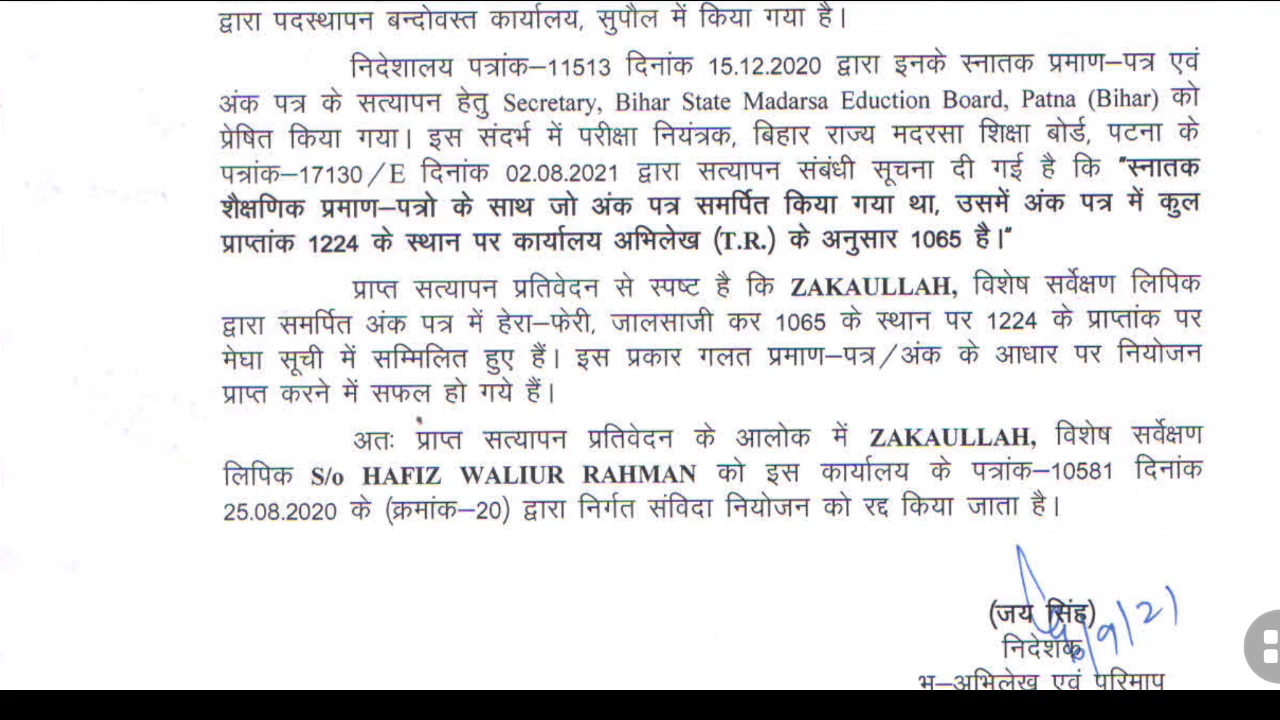 द्वारा पदस्थापन बन्दोवस्त कार्यालय, सुपौल में किया गया है।
निदेशालय पत्रांक–11513 दिनांक 15.12.2020 द्वारा इनके स्नातक प्रमाण–पत्र एवं
अंक पत्र के सत्यापन हेतु Secretary, Bihar State Madarsa Eduction Board, Patna (Bihar) को
प्रेषित किया गया। इस संदर्भ में परीक्षा नियंत्रक, बिहार राज्य मदरसा शिक्षा बोर्ड, पटना के
पत्रांक–17130/E दिनांक 02.08.2021 द्वारा सत्यापन संबंधी सूचना दी गई है कि "स्नातक
शैक्षणिक प्रमाण–पत्रो के साथ जो अंक पत्र समर्पित किया गया था, उसमें अंक पत्र में कुल
प्राप्तांक 1224 के स्थान पर कार्यालय अभिलेख (T.R.) के अनुसार 1065 है।"
प्राप्त सत्यापन प्रतिवेदन से स्पष्ट है कि ZAKAULLAH, विशेष सर्वेक्षण लिपिक
द्वारा समर्पित अंक पत्र में हेरा–फेरी, जालसाजी कर 1065 के स्थान पर 1224 के प्राप्तांक पर
मेघा सूची में सम्मिलित हुए हैं। इस प्रकार गलत प्रमाण–पत्र/अंक के आधार पर नियोजन
प्राप्त करने में सफल हो गये हैं।
अतः प्राप्त सत्यापन प्रतिवेदन के आलोक में ZAKAULLAH, विशेष सर्वेक्षण
लिपिक S/o HAFIZ WALIUR RAHMAN को इस कार्यालय के पत्रांक–10581 दिनांक
25.08.2020 के (क्रमांक–20) द्वारा निर्गत संविदा नियोजन को रद्द किया जाता है।
(जय सिंह)
निदेशक
भू–अभिलेख एवं परिमाप